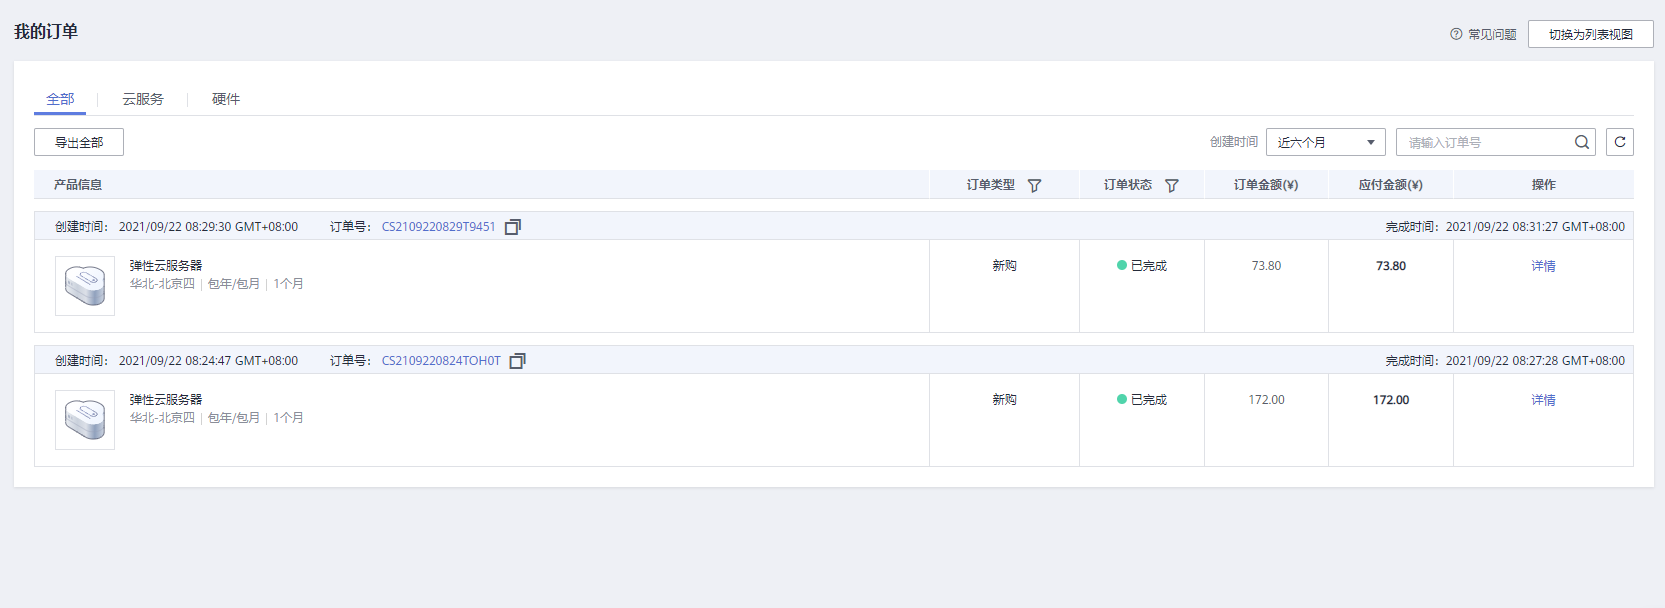 我的订单
常见问题 切换为列表视图
全部 云服务 硬件
导出全部 创建时间 近六个月 请输入订单号
产品信息 订单类型 订单状态 订单金额(¥) 应付金额(¥) 操作
创建时间： 2021/09/22 08:29:30 GMT+08:00 订单号： CS2109220829T9451 完成时间：2021/09/22 08:31:27 GMT+08:00
弹性云服务器 新购 已完成 73.80 73.80 详情
华北-北京四 | 包年/包月 | 1个月
创建时间： 2021/09/22 08:24:47 GMT+08:00 订单号： CS2109220824TOH0T 完成时间：2021/09/22 08:27:28 GMT+08:00
弹性云服务器 新购 已完成 172.00 172.00 详情
华北-北京四 | 包年/包月 | 1个月